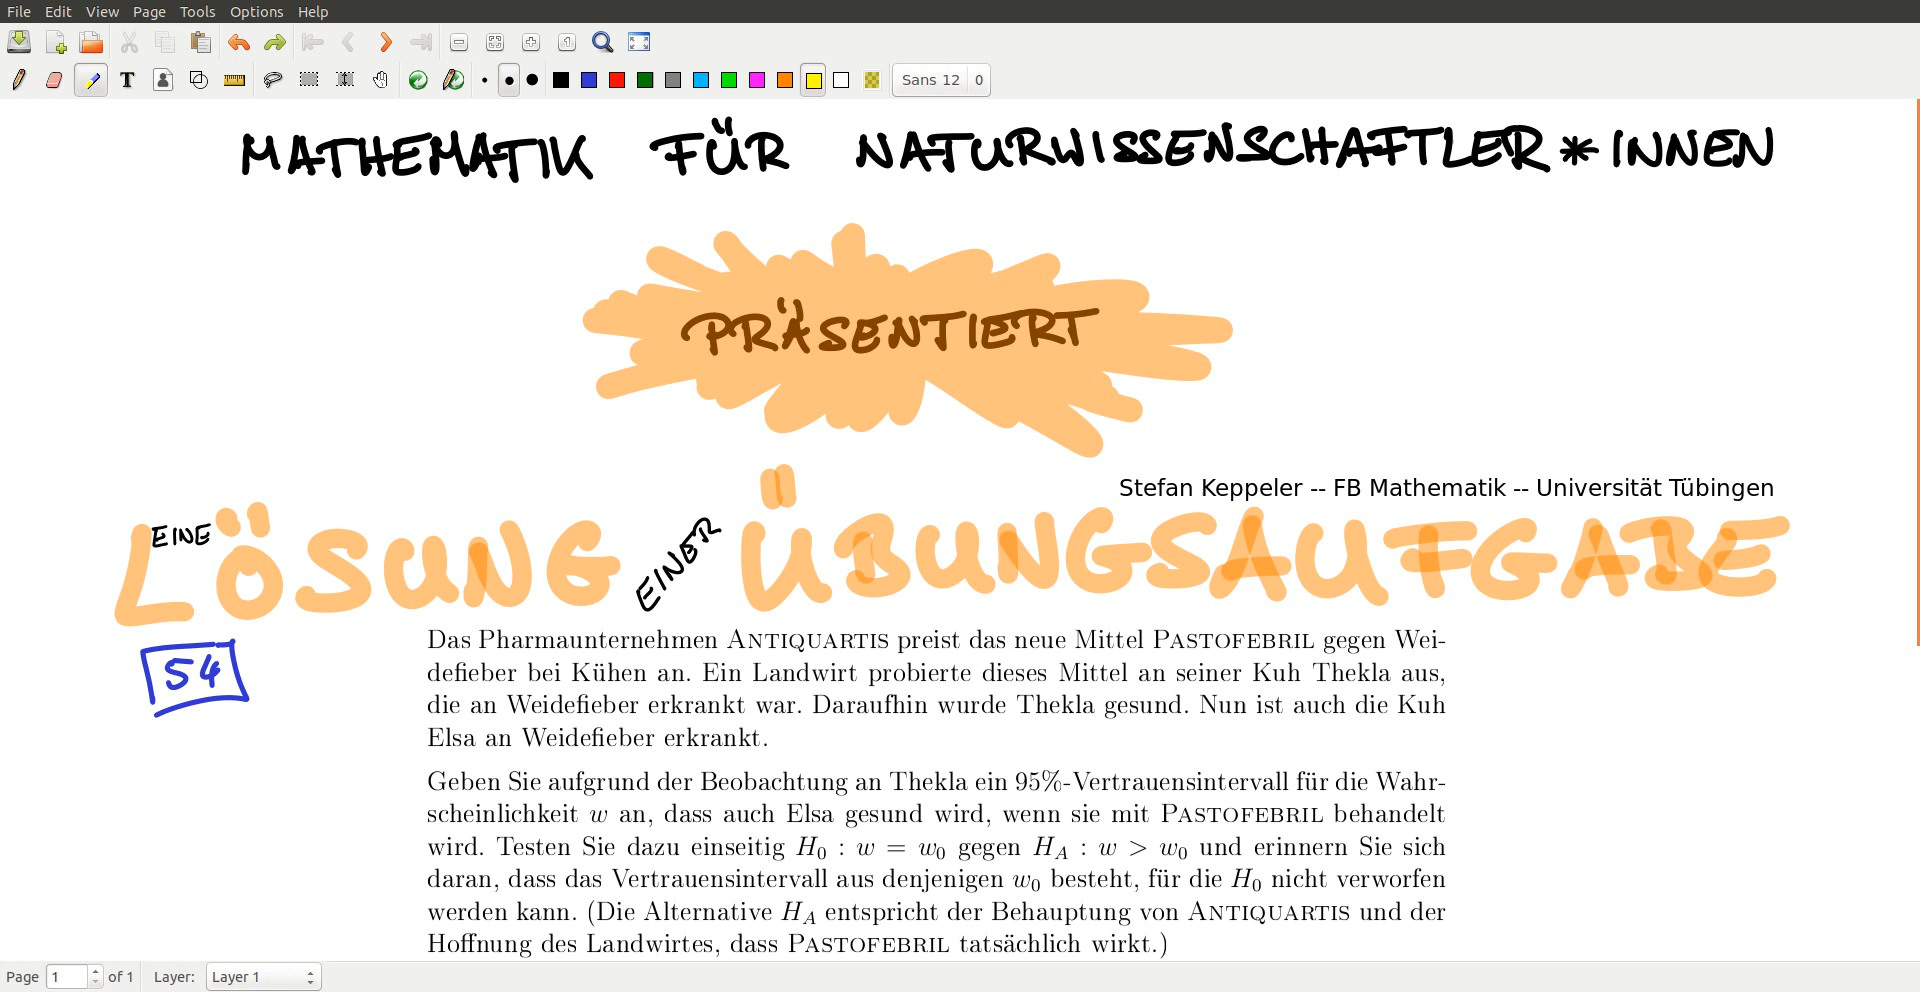 File Edit View Page Tools Options Help
Sans 12 0
MATHEMATIK FÜR NATURWISSENSCHAFTLER*INNEN
PRÄSENTIERT
Stefan Keppeler -- FB Mathematik -- Universität Tübingen
EINE LÖSUNG EINER ÜBUNGSAUFGABE
54
Das Pharmaunternehmen ANTIQUARTIS preist das neue Mittel PASTOFEBRIL gegen Wei-
defieber bei Kühen an. Ein Landwirt probierte dieses Mittel an seiner Kuh Thekla aus,
die an Weidefieber erkrankt war. Daraufhin wurde Thekla gesund. Nun ist auch die Kuh
Elsa an Weidefieber erkrankt.
Geben Sie aufgrund der Beobachtung an Thekla ein 95%-Vertrauensintervall für die Wahr-
scheinlichkeit w an, dass auch Elsa gesund wird, wenn sie mit PASTOFEBRIL behandelt
wird. Testen Sie dazu einseitig H₀ : w = w₀ gegen H_A : w > w₀ und erinnern Sie sich
daran, dass das Vertrauensintervall aus denjenigen w₀ besteht, für die H₀ nicht verworfen
werden kann. (Die Alternative H_A entspricht der Behauptung von ANTIQUARTIS und der
Hoffnung des Landwirtes, dass PASTOFEBRIL tatsächlich wirkt.)
Page 1 of 1 Layer: Layer 1